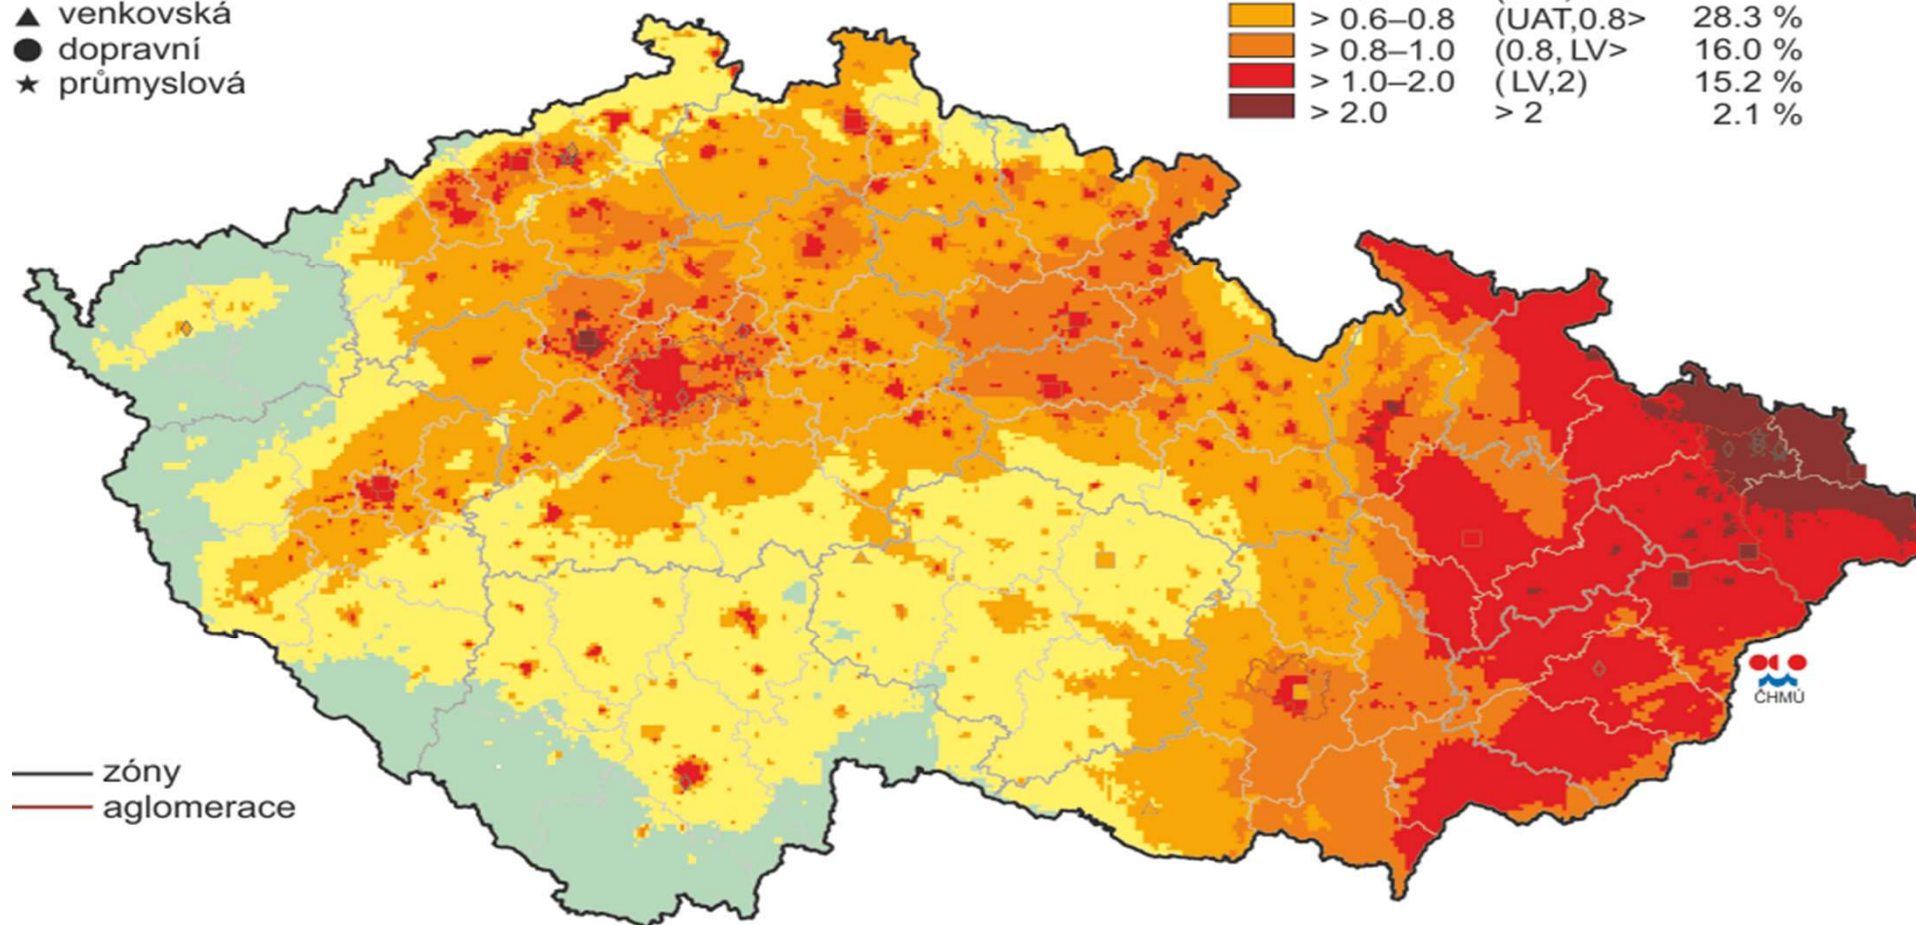 venkovská
dopravní
průmyslová
> 0.6–0.8 (UAT,0.8> 28.3 %
> 0.8–1.0 (0.8, LV> 16.0 %
> 1.0–2.0 (LV,2) 15.2 %
> 2.0 > 2 2.1 %
ČHMÚ
zóny
aglomerace